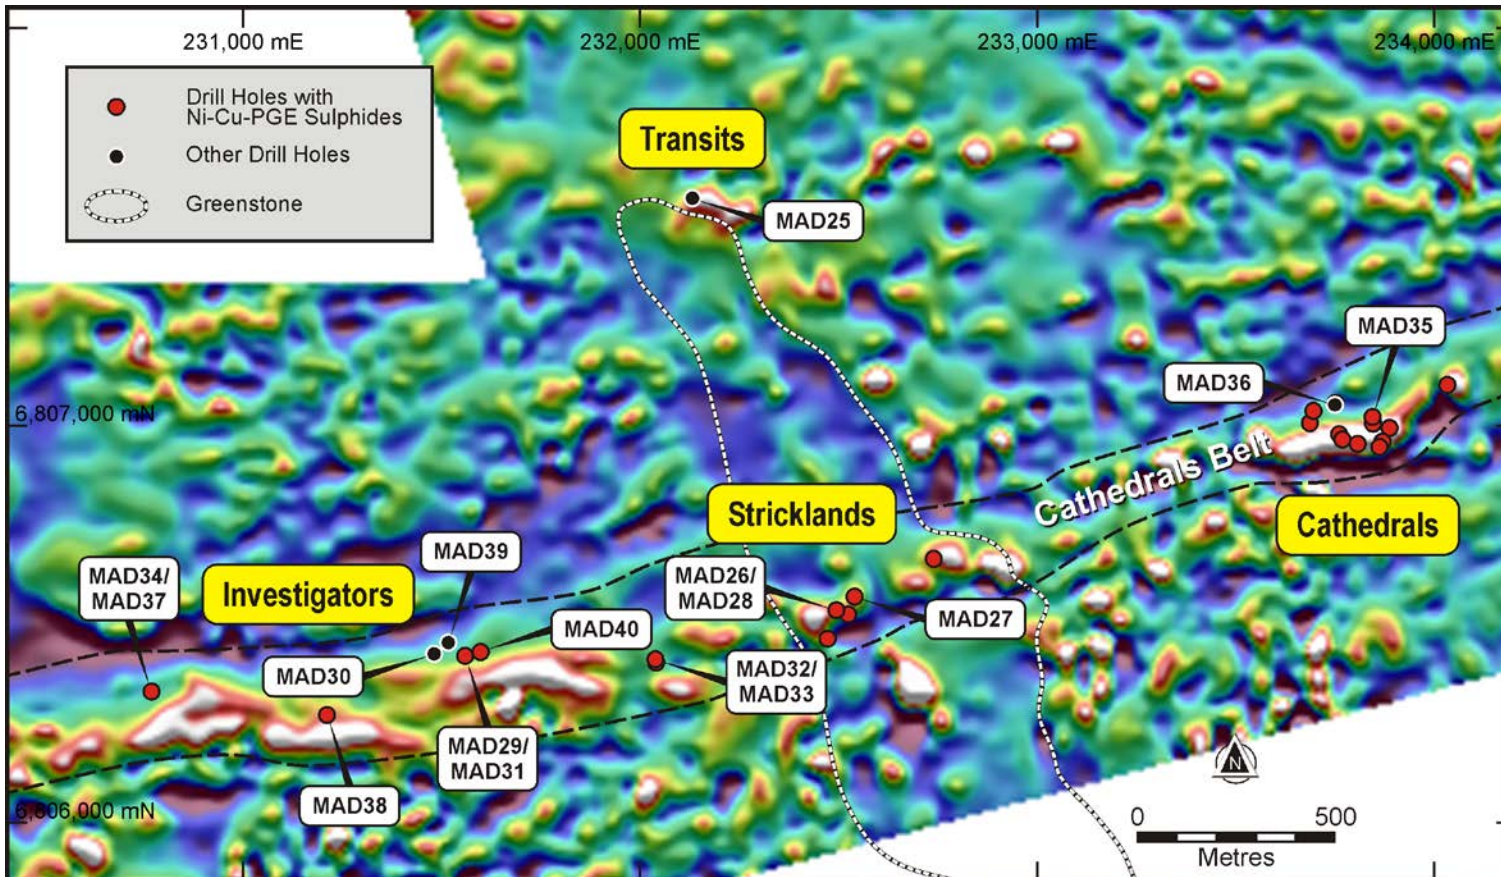 231,000 mE
232,000 mE
233,000 mE
234,000 mE
Drill Holes with
Ni-Cu-PGE Sulphides
Other Drill Holes
Greenstone
Transits
MAD25
MAD35
MAD36
6,807,000 mN
Cathedrals Belt
Stricklands
Cathedrals
MAD39
MAD34/
MAD37
Investigators
MAD26/
MAD28
MAD27
MAD40
MAD30
MAD32/
MAD33
MAD29/
MAD31
MAD38
6,806,000 mN
N
0
500
Metres